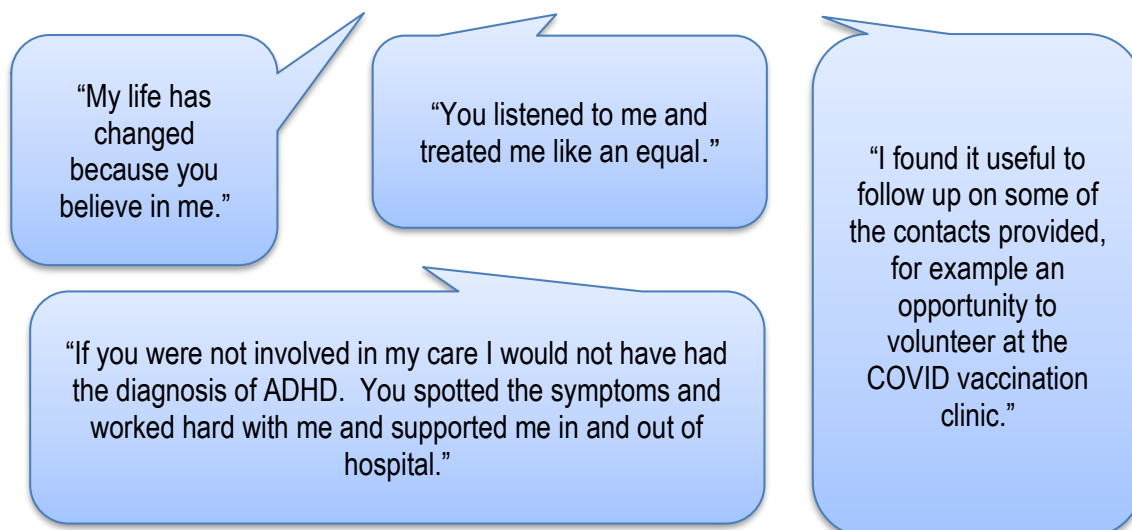 “My life has
changed
because you
believe in me.”
“You listened to me and
treated me like an equal.”
“I found it useful to
follow up on some of
the contacts provided,
for example an
opportunity to
volunteer at the
COVID vaccination
clinic.”
“If you were not involved in my care I would not have had
the diagnosis of ADHD.  You spotted the symptoms and
worked hard with me and supported me in and out of
hospital.”